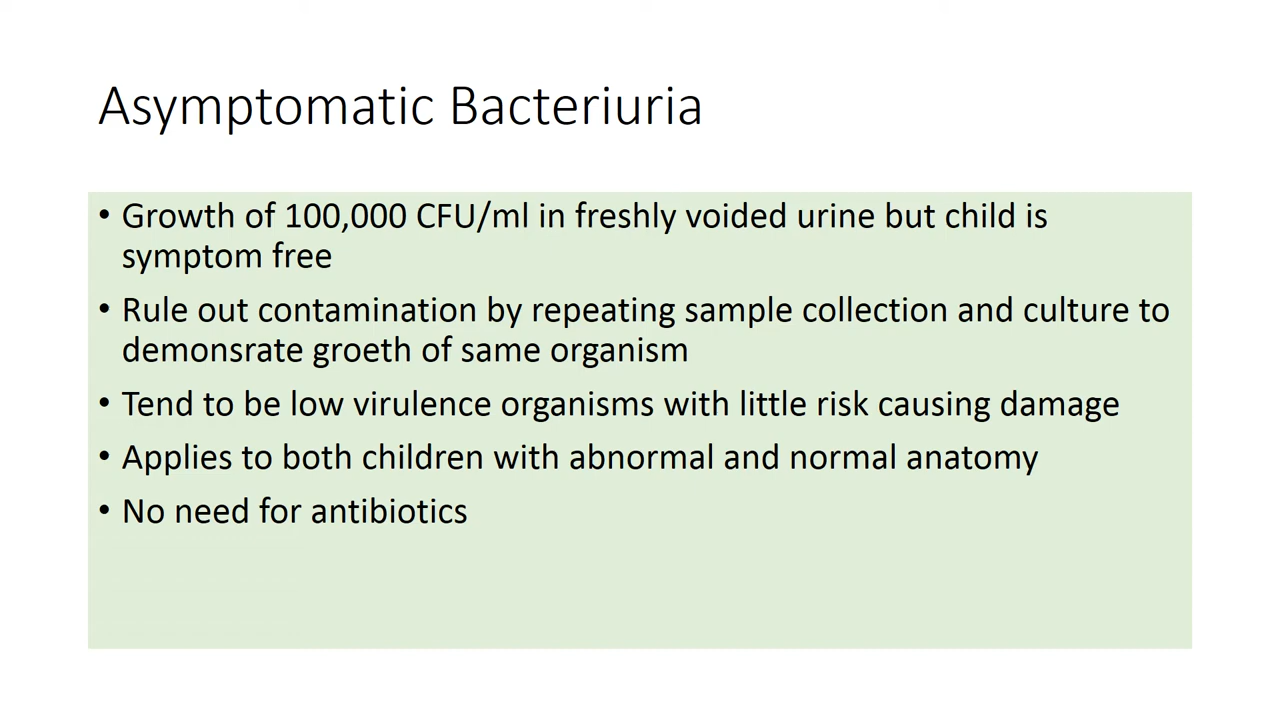 Asymptomatic Bacteriuria
• Growth of 100,000 CFU/ml in freshly voided urine but child is
symptom free
• Rule out contamination by repeating sample collection and culture to
demonsrate groeth of same organism
• Tend to be low virulence organisms with little risk causing damage
• Applies to both children with abnormal and normal anatomy
• No need for antibiotics